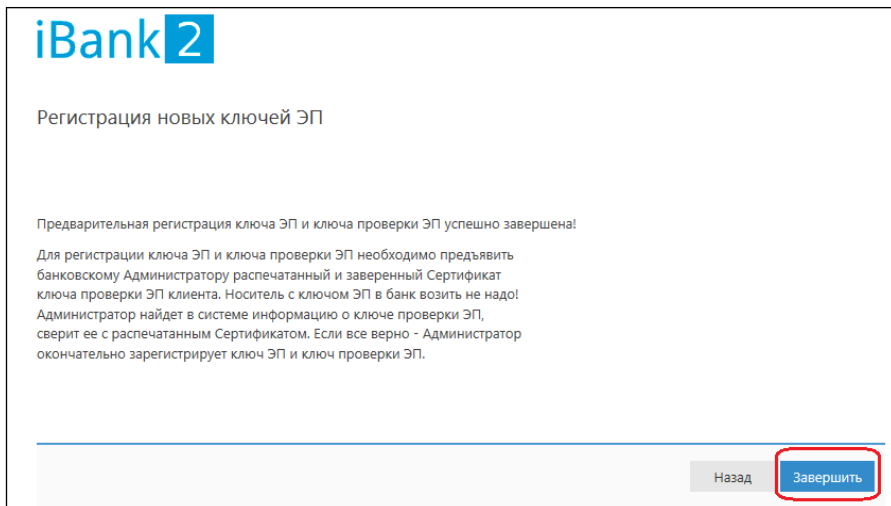 iBank 2
Регистрация новых ключей ЭП
Предварительная регистрация ключа ЭП и ключа проверки ЭП успешно завершена!
Для регистрации ключа ЭП и ключа проверки ЭП необходимо предъявить
банковскому Администратору распечатанный и заверенный Сертификат
ключа проверки ЭП клиента. Носитель с ключом ЭП в банк возить не надо!
Администратор найдет в системе информацию о ключе проверки ЭП,
сверит ее с распечатанным Сертификатом. Если все верно - Администратор
окончательно зарегистрирует ключ ЭП и ключ проверки ЭП.
Назад Завершить